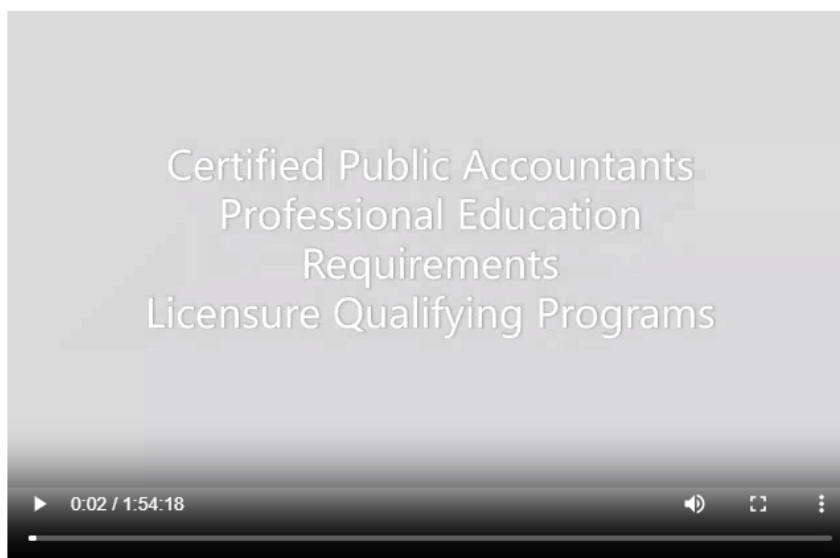 Certified Public Accountants
Professional Education
Requirements
Licensure Qualifying Programs
0:02 / 1:54:18